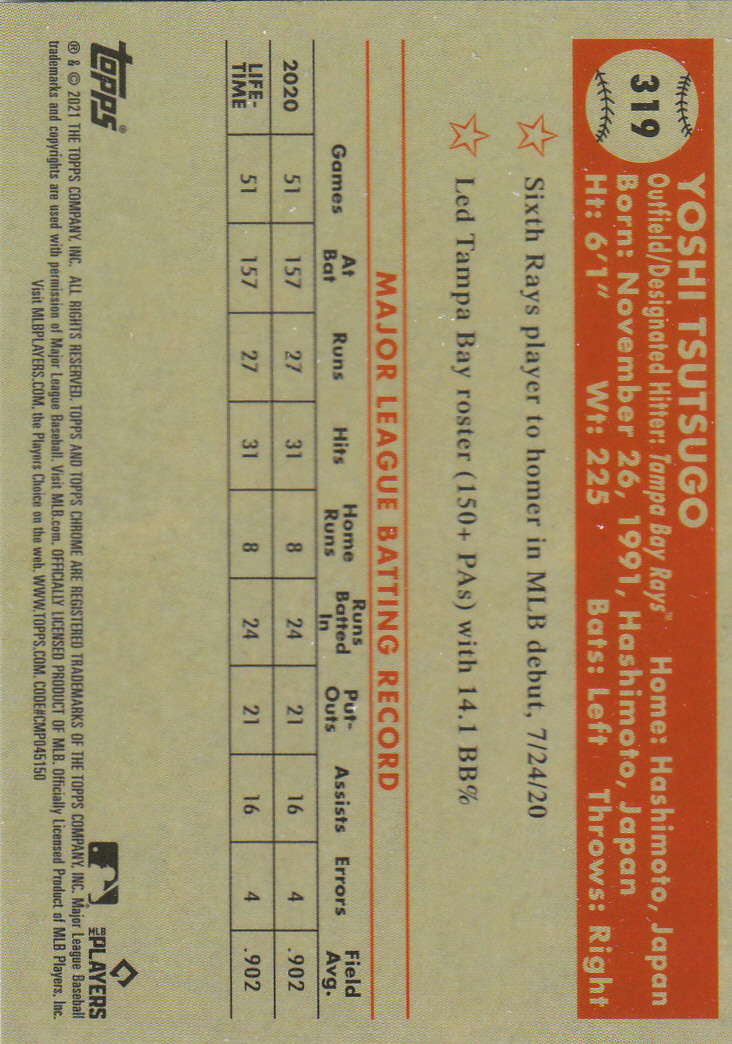 319
YOSHI TSUTSUGO
Outfield/Designated Hitter: Tampa Bay Rays™ Home: Hashimoto, Japan
Born: November 26, 1991, Hashimoto, Japan
Ht: 6'1" Wt: 225 Bats: Left Throws: Right
Sixth Rays player to homer in MLB debut, 7/24/20
Led Tampa Bay roster (150+ PAs) with 14.1 BB%
MAJOR LEAGUE BATTING RECORD
Games At Bat Runs Hits Home Runs Runs Batted In Put-Outs Assists Errors Field Avg.
2020 51 157 27 31 8 24 21 16 4 .902
LIFE-TIME 51 157 27 31 8 24 21 16 4 .902
topps®
MLB PLAYERS
® & © 2021 THE TOPPS COMPANY, INC. ALL RIGHTS RESERVED. TOPPS AND TOPPS CHROME ARE REGISTERED TRADEMARKS OF THE TOPPS COMPANY, INC. Major League Baseball
trademarks and copyrights are used with permission of Major League Baseball. Visit MLB.com. OFFICIALLY LICENSED PRODUCT OF MLB. Officially Licensed Product of MLB Players, Inc.
Visit MLBPLAYERS.COM, the Players Choice on the web. WWW.TOPPS.COM. CODE#CMP045150